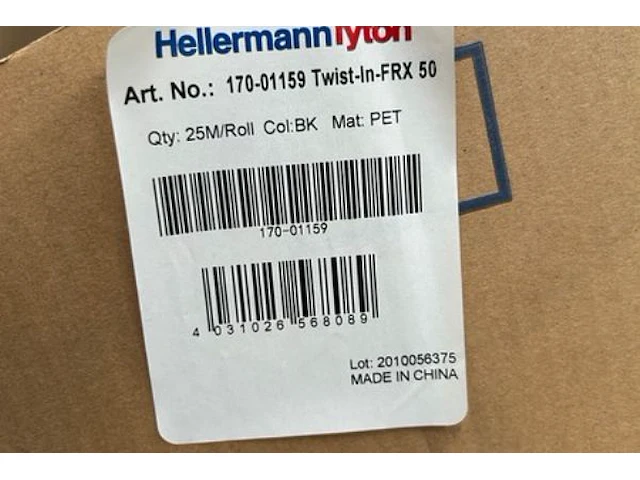 HellermannTyton
Art. No.: 170-01159 Twist-In-FRX 50
Qty: 25M/Roll Col:BK Mat: PET
170-01159
4 031026 568089
Lot: 2010056375
MADE IN CHINA